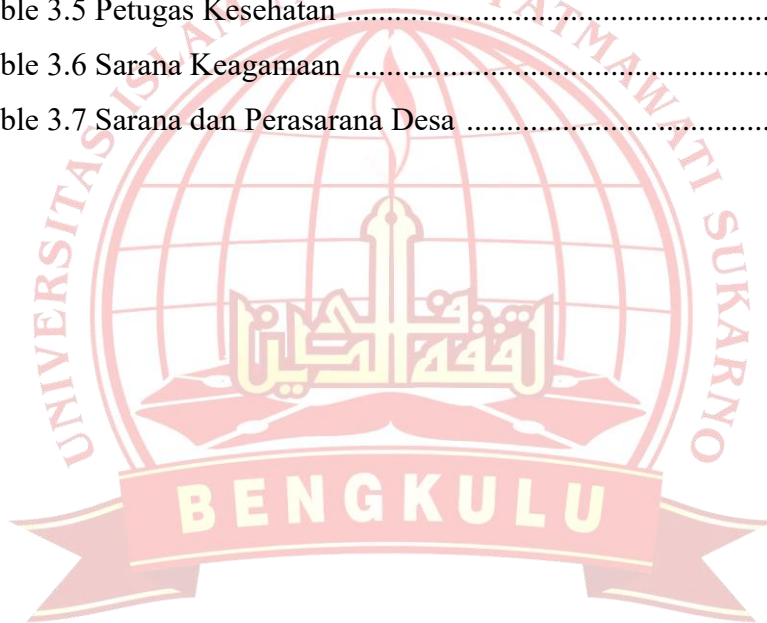 ble 3.5 Petugas Kesehatan ......................................................
ble 3.6 Sarana Keagamaan ....................................................
ble 3.7 Sarana dan Perasarana Desa ......................................
UNIVERSITAS ISLAM
FATMAWATI SUKARNO
BENGKULU